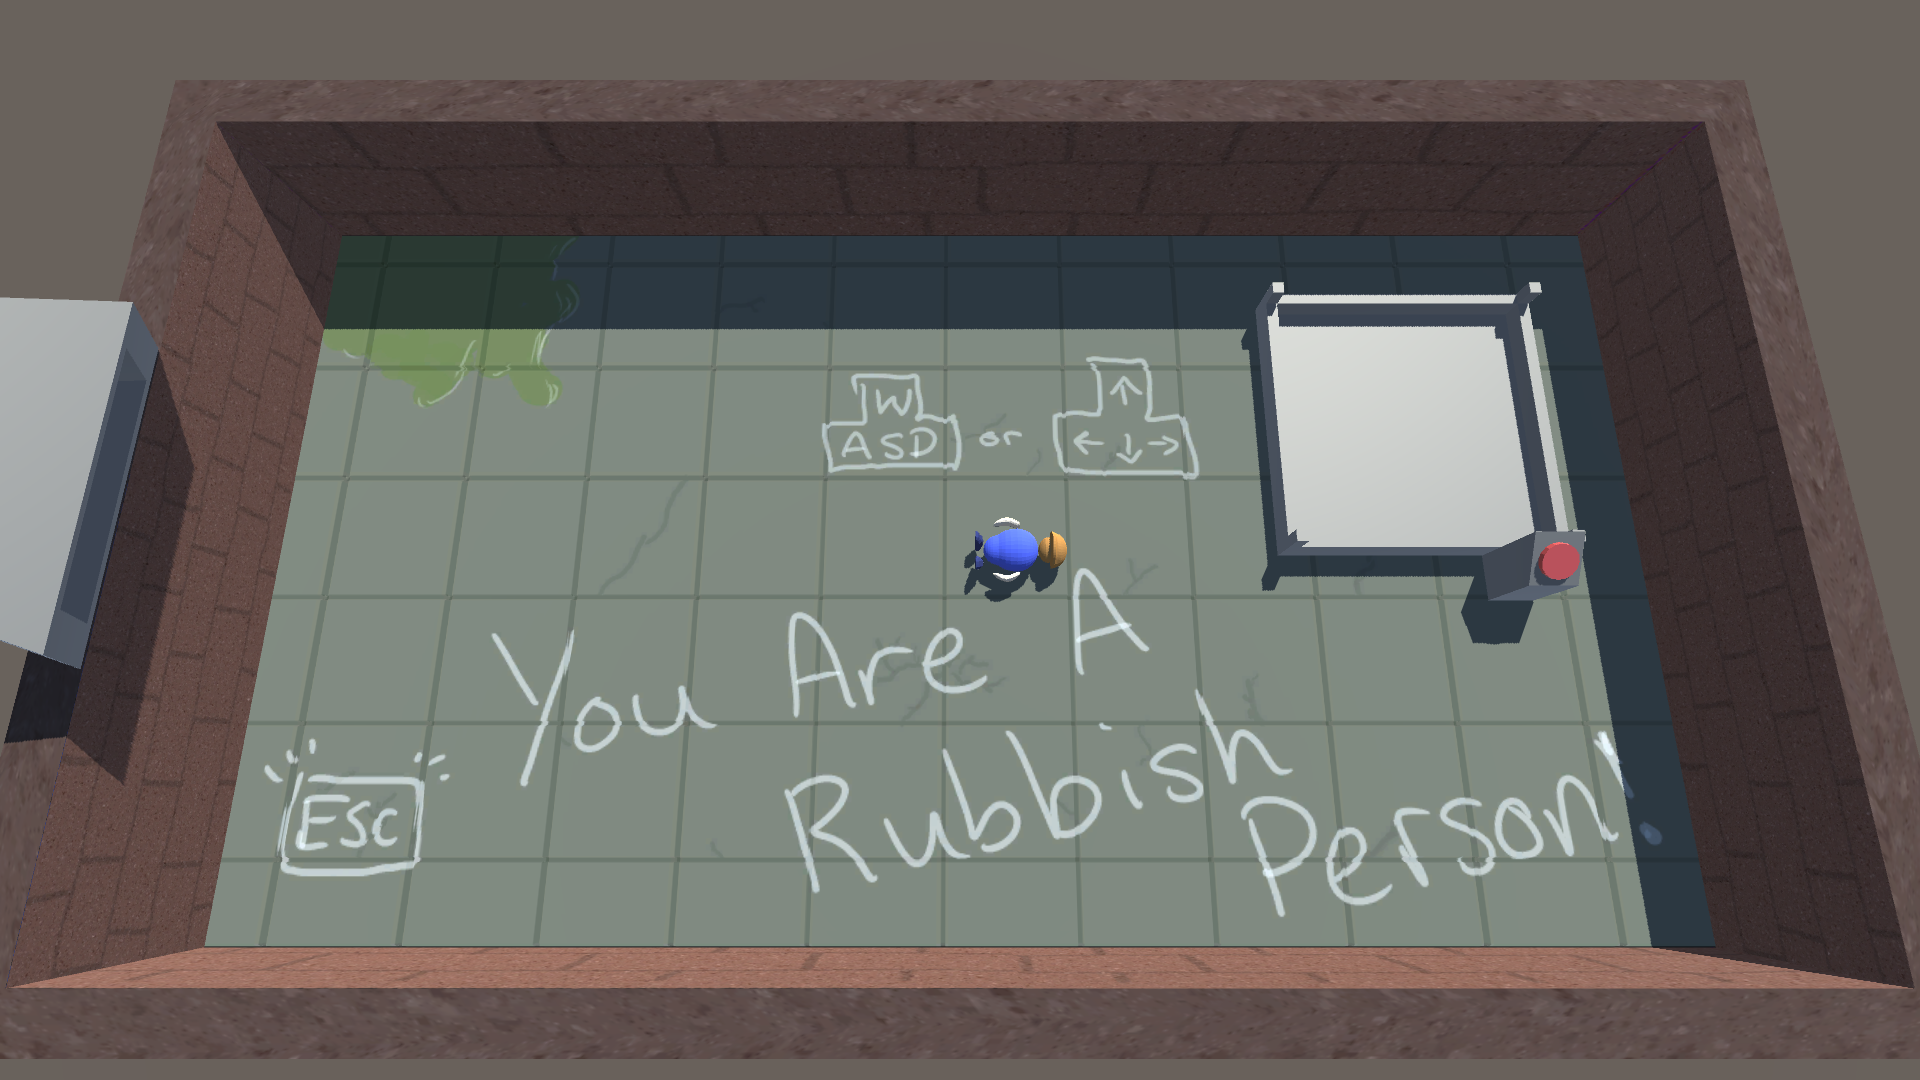 W
ASD or ↑
← ↓ →
You Are A
Rubbish
Person!
ESC